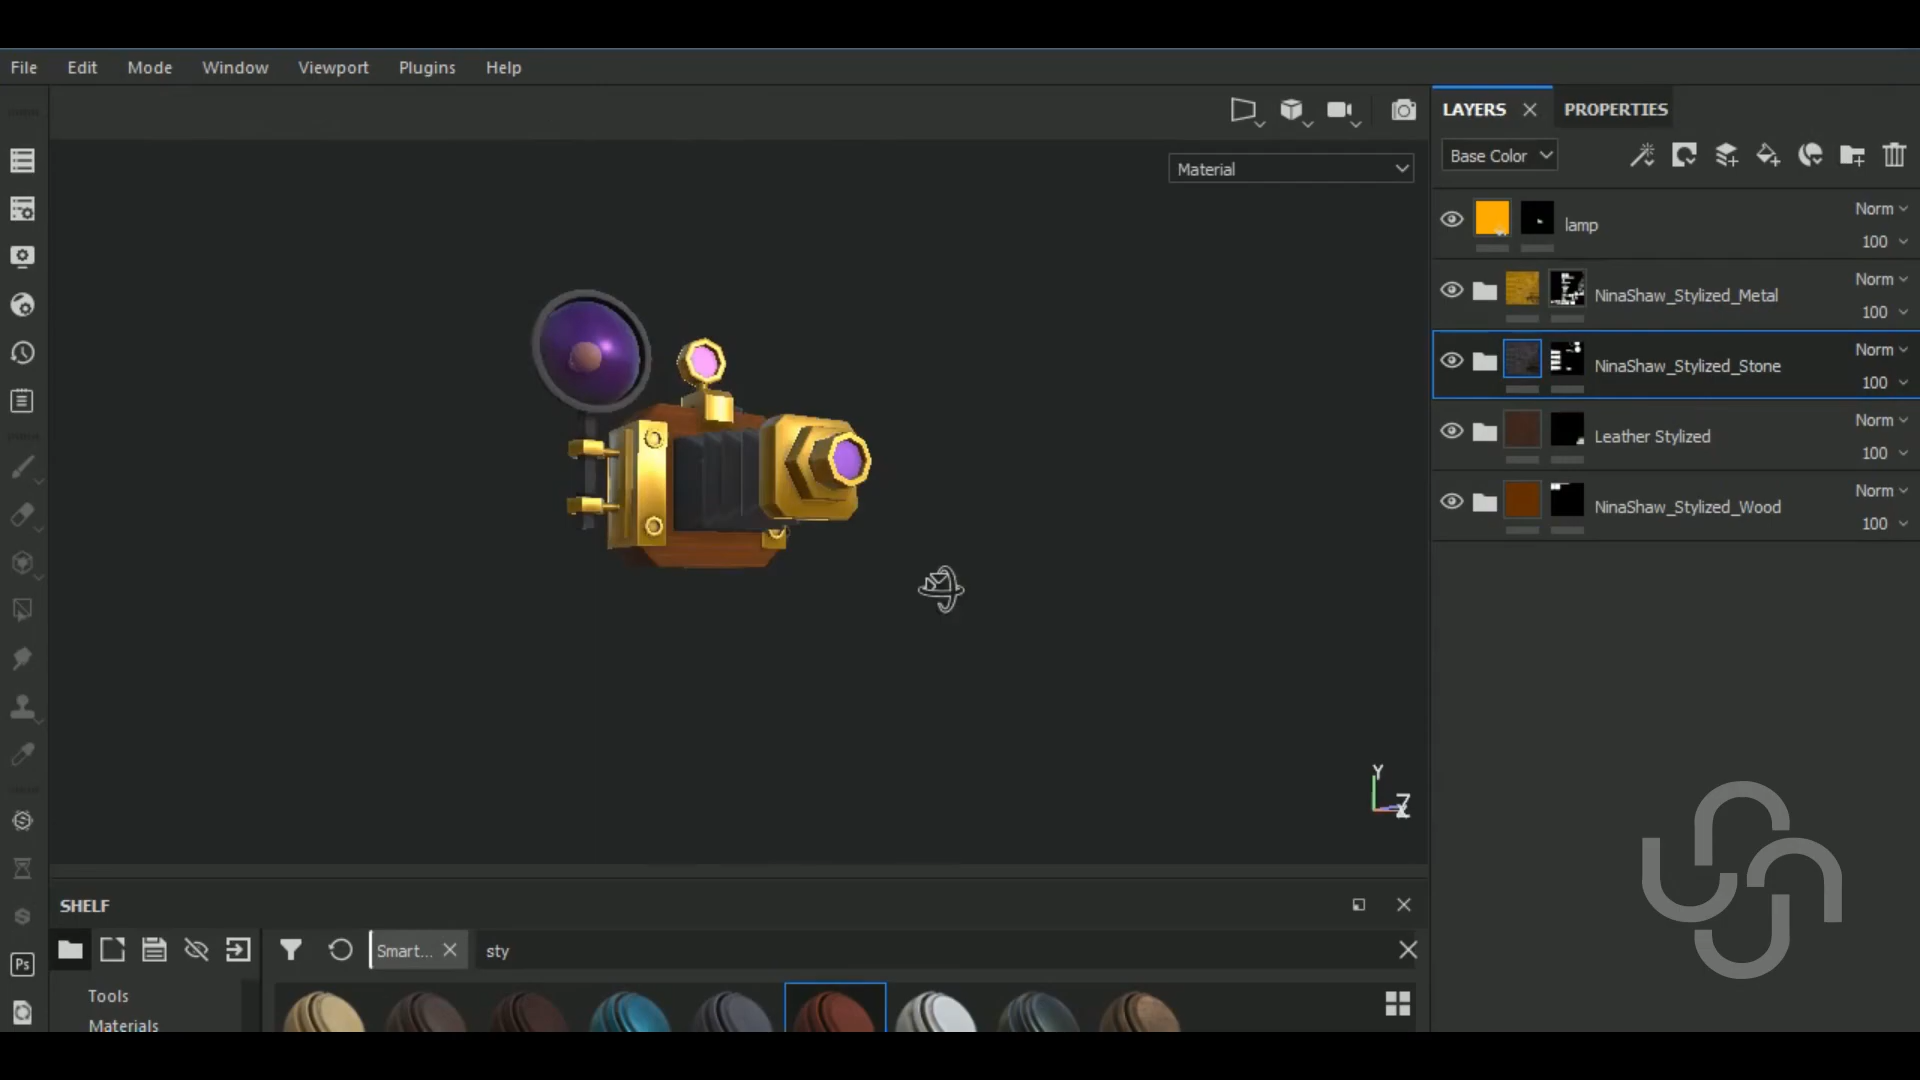 File Edit Mode Window Viewport Plugins Help
LAYERS PROPERTIES
Base Color
Material
lamp Norm 100
NinaShaw_Stylized_Metal Norm 100
NinaShaw_Stylized_Stone Norm 100
Leather Stylized Norm 100
NinaShaw_Stylized_Wood Norm 100
Y
Z
SHELF
Smart... sty
Tools
Materials
Ps